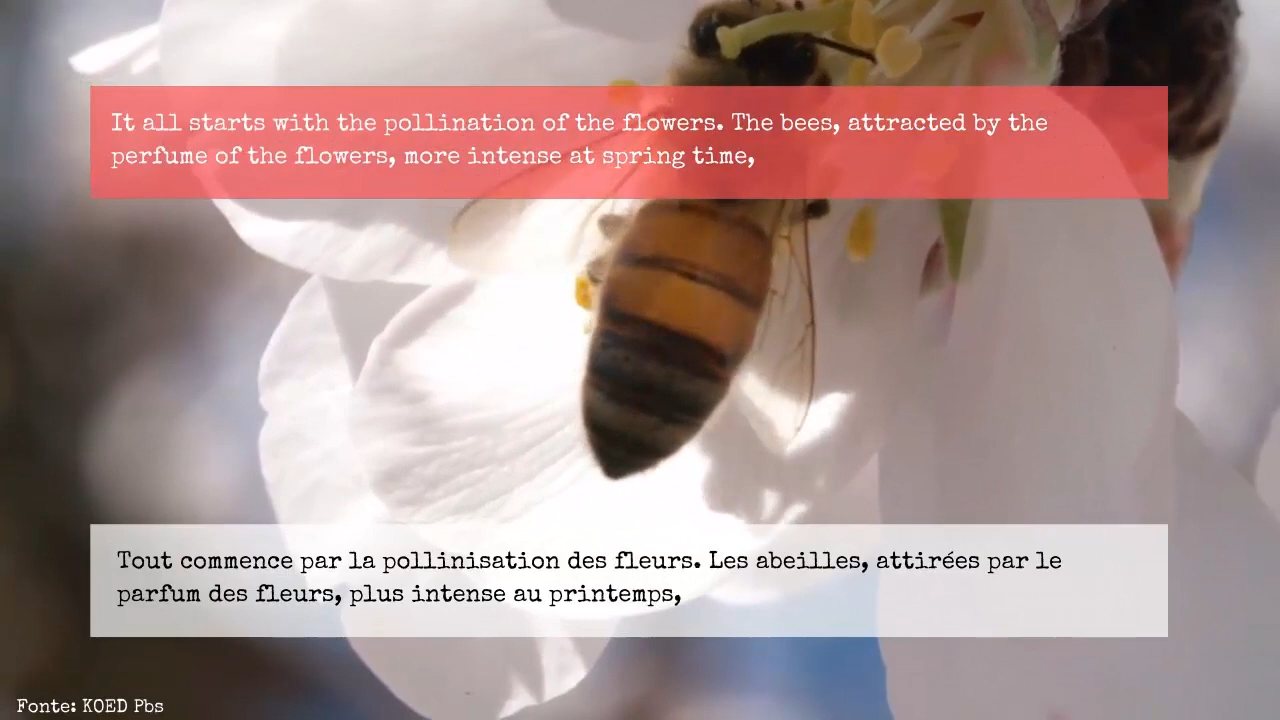 It all starts with the pollination of the flowers. The bees, attracted by the
perfume of the flowers, more intense at spring time,
Tout commence par la pollinisation des fleurs. Les abeilles, attirées par le
parfum des fleurs, plus intense au printemps,
Fonte: KOED Pbs